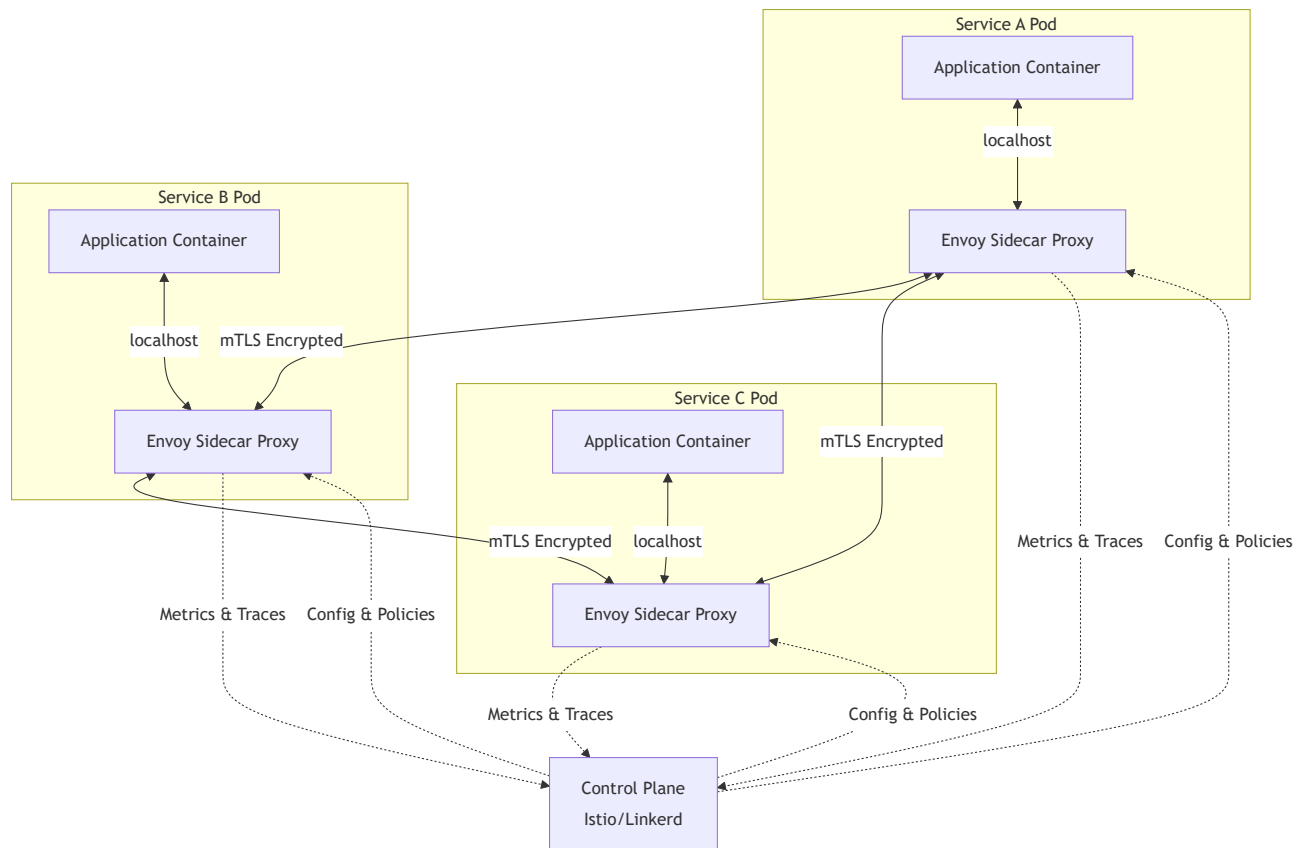 Service A Pod
Application Container
localhost
Envoy Sidecar Proxy
Service B Pod
Application Container
localhost
mTLS Encrypted
Envoy Sidecar Proxy
Service C Pod
Application Container
mTLS Encrypted
mTLS Encrypted
localhost
Envoy Sidecar Proxy
Metrics & Traces
Config & Policies
Metrics & Traces
Config & Policies
Metrics & Traces
Config & Policies
Control Plane
Istio/Linkerd